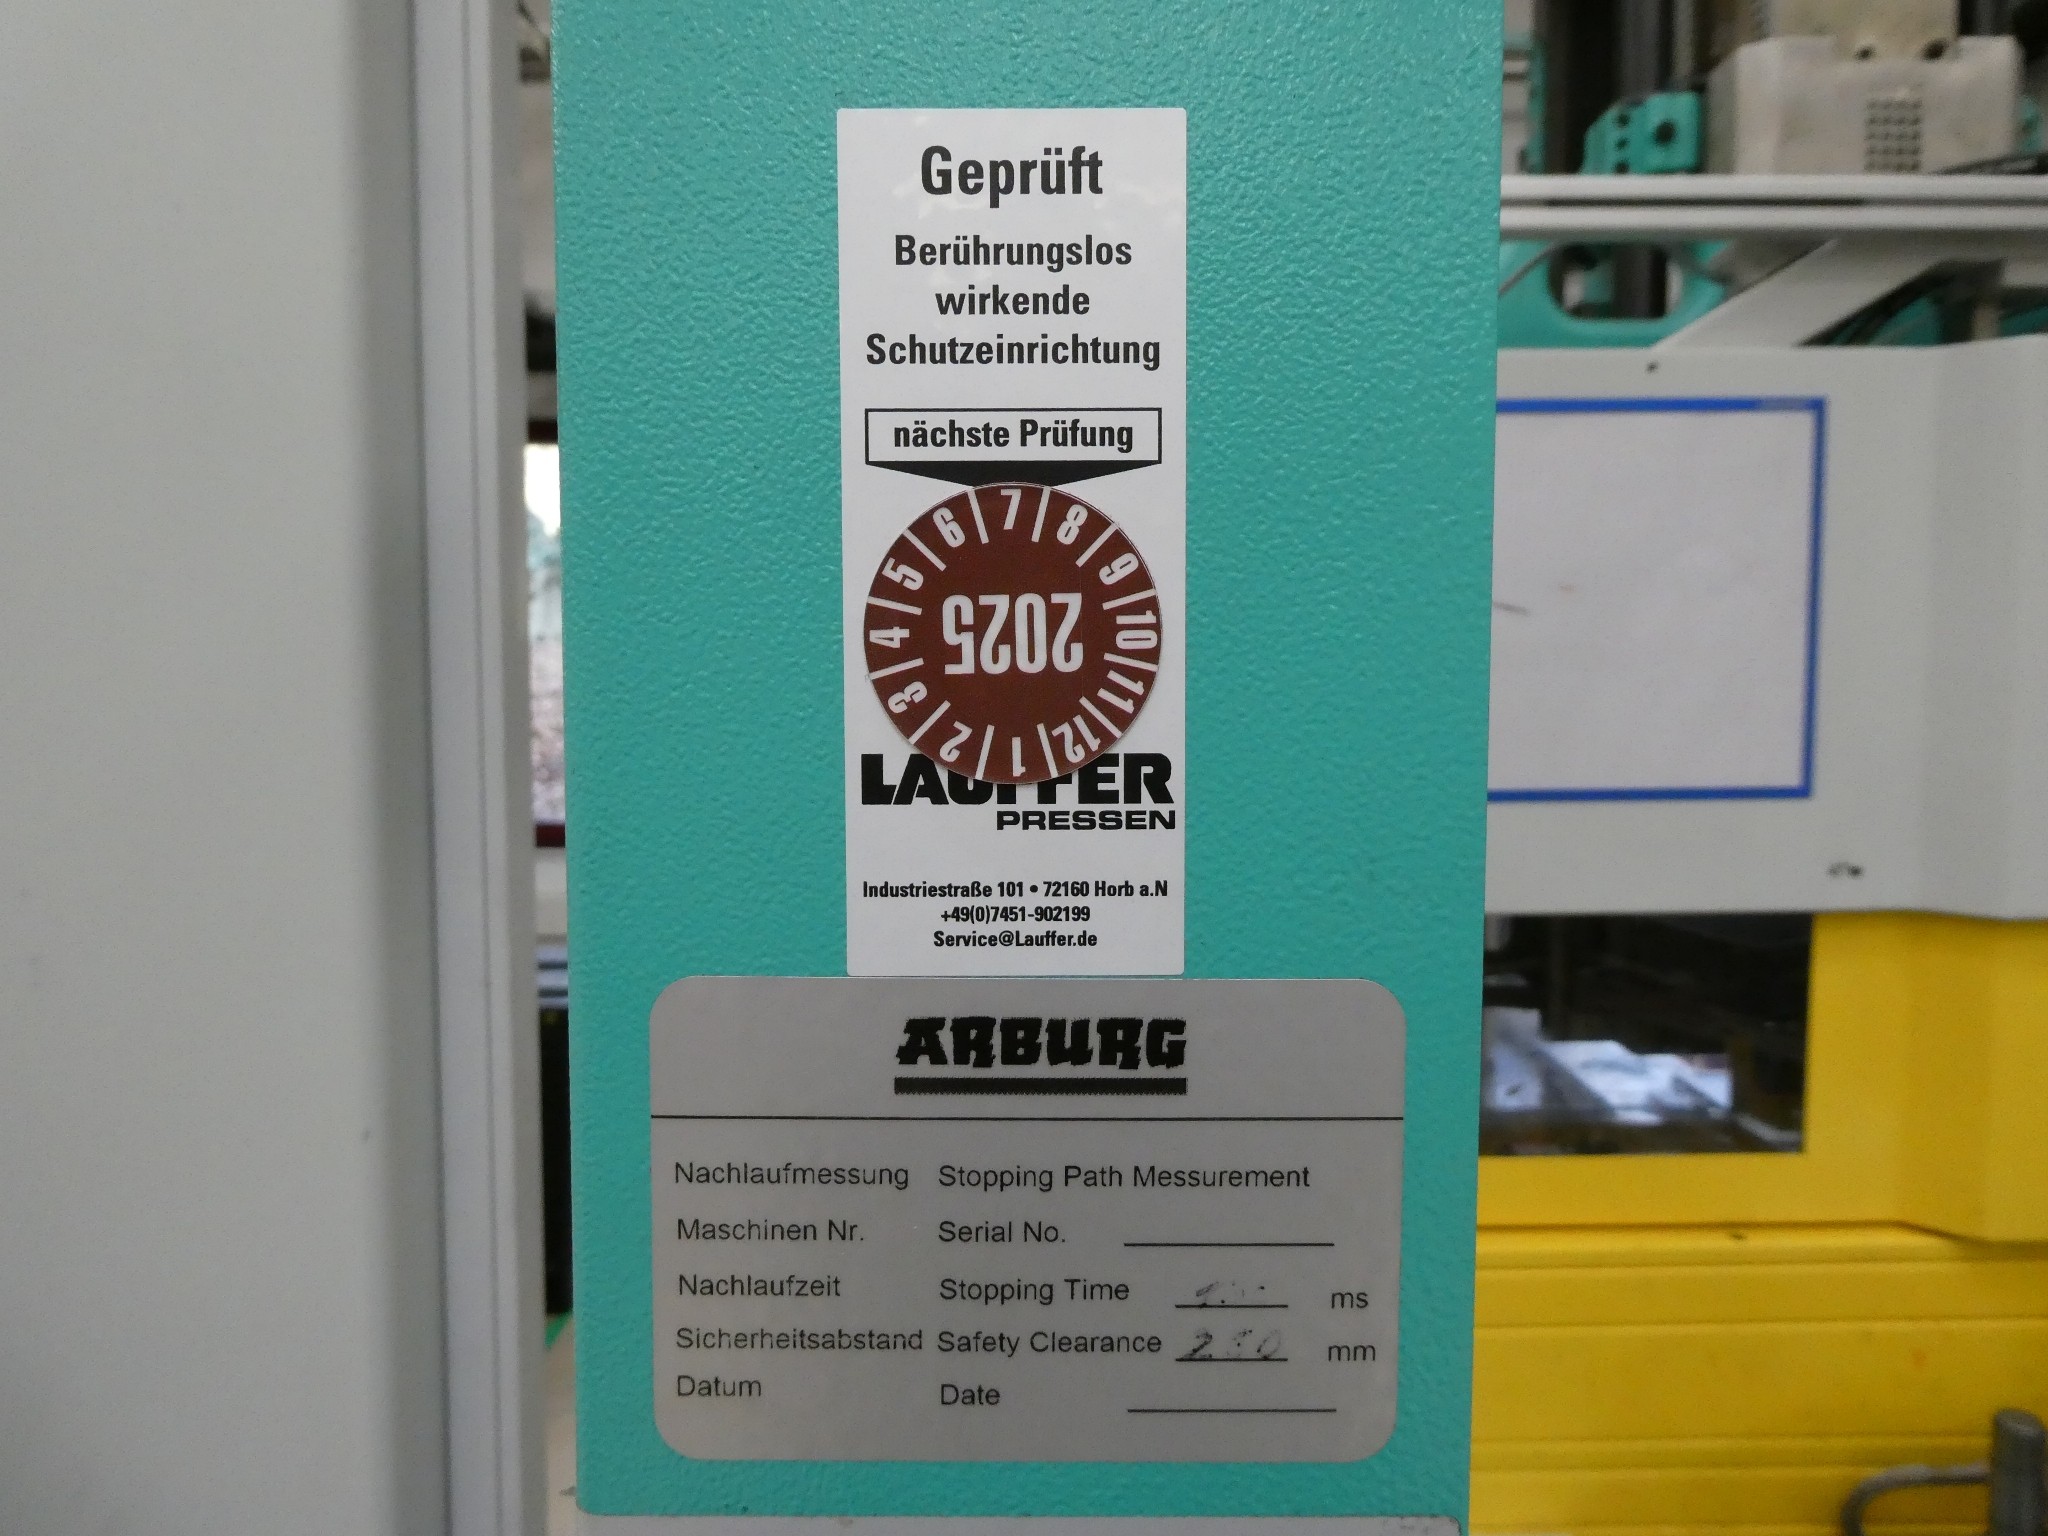 Geprüft
Berührungslos
wirkende
Schutzeinrichtung
nächste Prüfung
7 8 9 10 11 12 1 2 3 4 5 6
2025
LAUFFER
PRESSEN
Industriestraße 101 • 72160 Horb a.N
+49(0)7451-902199
Service@Lauffer.de
ARBURG
Nachlaufmessung Stopping Path Messurement
Maschinen Nr. Serial No.
Nachlaufzeit Stopping Time ms
Sicherheitsabstand Safety Clearance mm
Datum Date